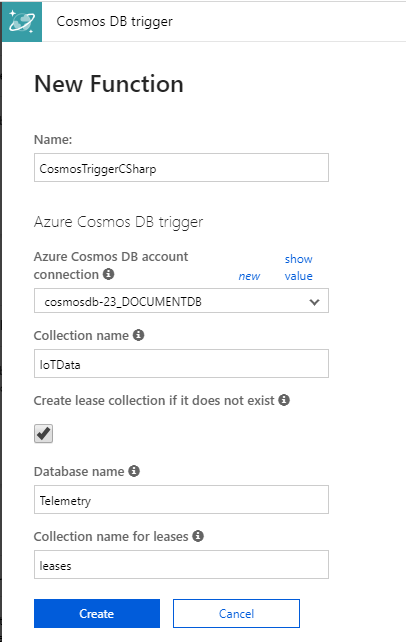 Cosmos DB trigger
New Function
Name:
CosmosTriggerCSharp
Azure Cosmos DB trigger
Azure Cosmos DB account
connection
new
show
value
cosmosdb-23_DOCUMENTDB
Collection name
IoTData
Create lease collection if it does not exist
Database name
Telemetry
Collection name for leases
leases
Create
Cancel